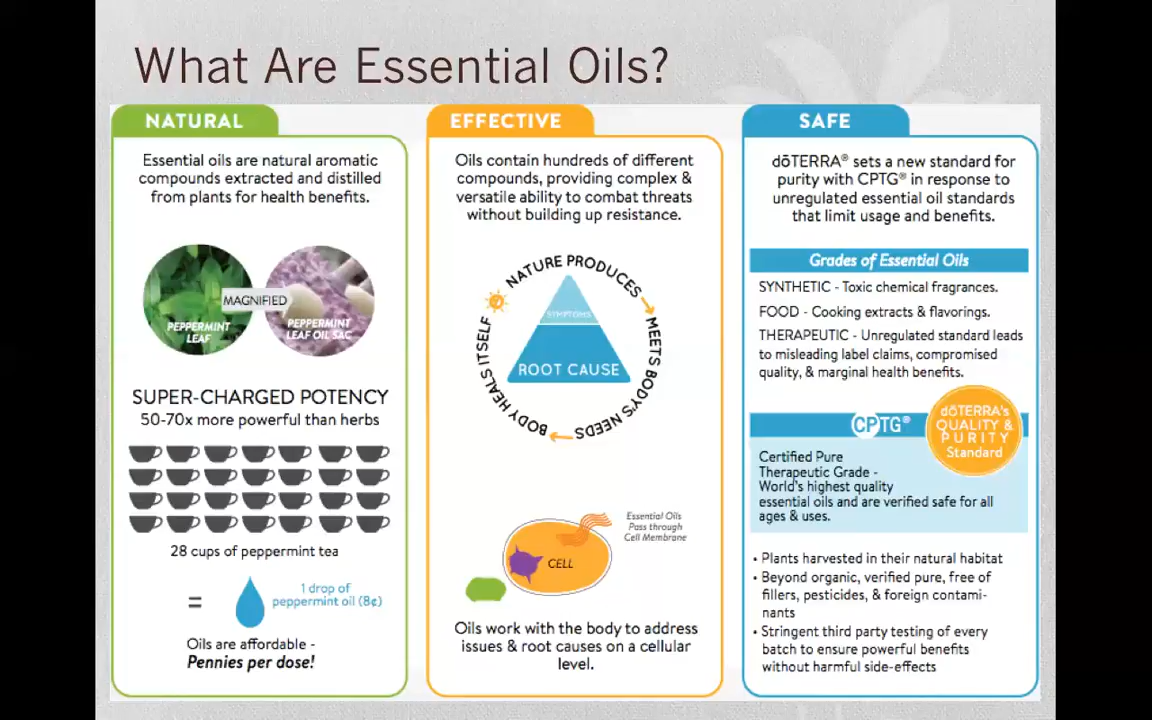 What Are Essential Oils?
NATURAL
Essential oils are natural aromatic
compounds extracted and distilled
from plants for health benefits.
MAGNIFIED
PEPPERMINT
LEAF
PEPPERMINT
LEAF OIL SAC
SUPER-CHARGED POTENCY
50-70x more powerful than herbs
28 cups of peppermint tea
=
1 drop of
peppermint oil (8¢)
Oils are affordable -
Pennies per dose!
EFFECTIVE
Oils contain hundreds of different
compounds, providing complex &
versatile ability to combat threats
without building up resistance.
NATURE PRODUCES
MEETS BODY'S NEEDS
BODY HEALS ITSELF
SYMPTOMS
ROOT CAUSE
Essential Oils
Pass through
Cell Membrane
CELL
Oils work with the body to address
issues & root causes on a cellular
level.
SAFE
dōTERRA® sets a new standard for
purity with CPTG® in response to
unregulated essential oil standards
that limit usage and benefits.
Grades of Essential Oils
SYNTHETIC - Toxic chemical fragrances.
FOOD - Cooking extracts & flavorings.
THERAPEUTIC - Unregulated standard leads
to misleading label claims, compromised
quality, & marginal health benefits.
CPTG®
dōTERRA's
QUALITY &
PURITY
Standard
Certified Pure
Therapeutic Grade -
World's highest quality
essential oils and are verified safe for all
ages & uses.
• Plants harvested in their natural habitat
• Beyond organic, verified pure, free of
fillers, pesticides, & foreign contami-
nants
• Stringent third party testing of every
batch to ensure powerful benefits
without harmful side-effects